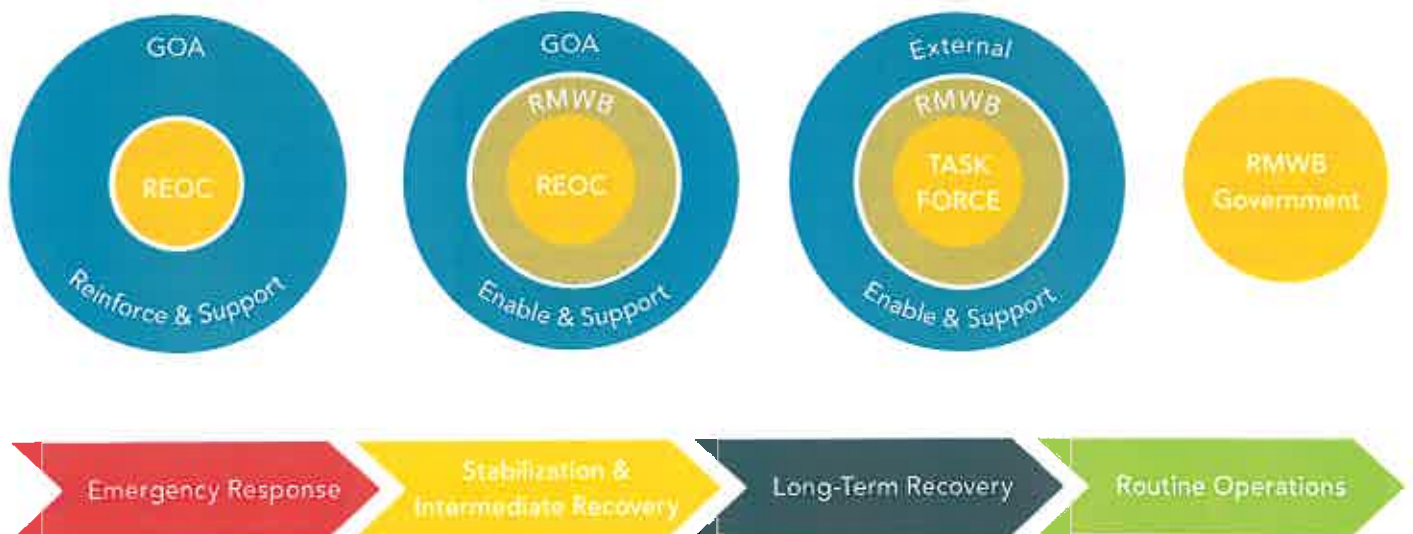 GOA
REOC
Reinforce & Support
GOA
RMWB
REOC
Enable & Support
External
RMWB
TASK
FORCE
Enable & Support
RMWB
Government
Emergency Response
Stabilization &
Intermediate Recovery
Long-Term Recovery
Routine Operations